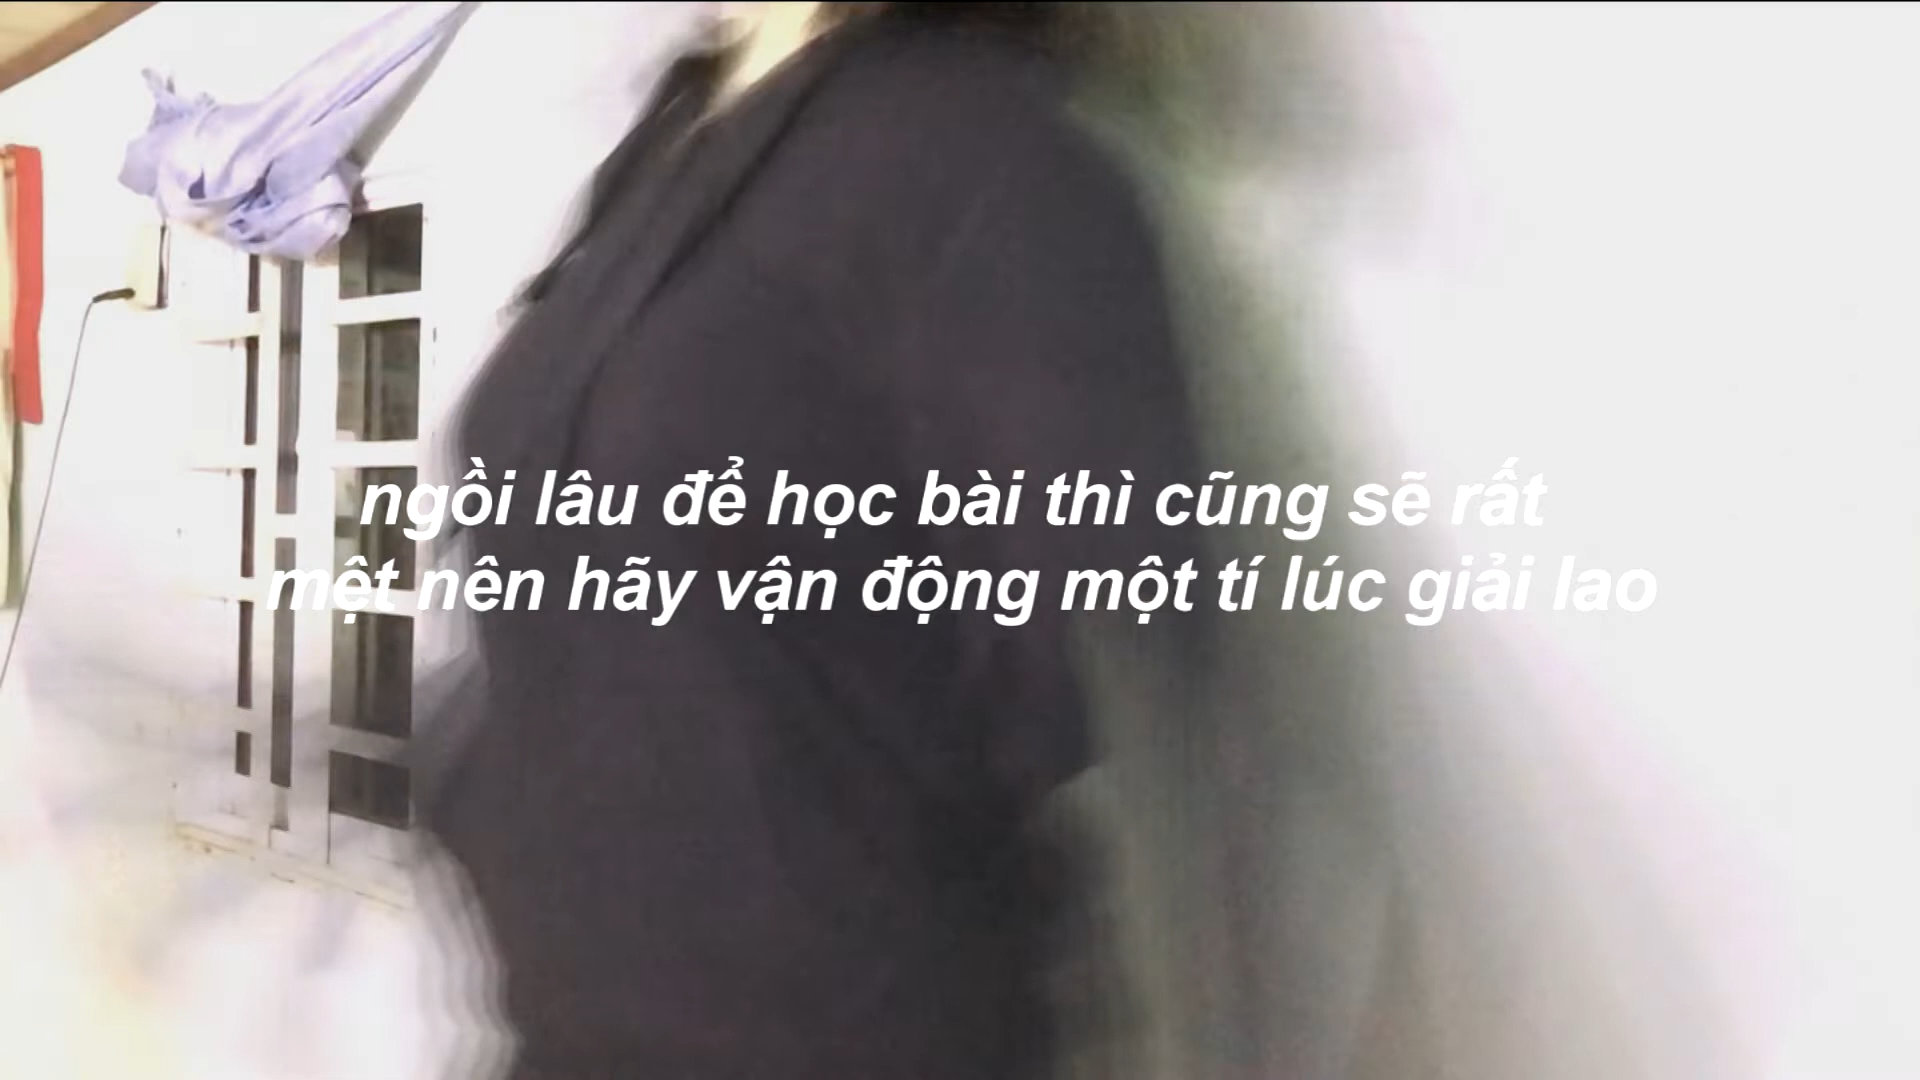 ngồi lâu để học bài thì cũng sẽ rất
mệt nên hãy vận động một tí lúc giải lao